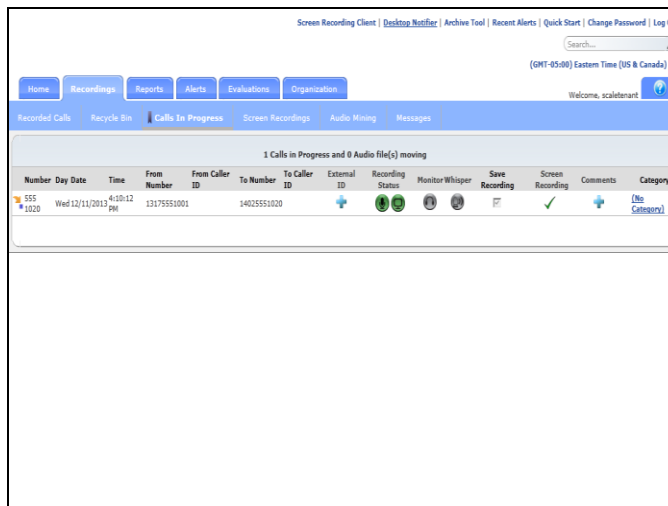 Screen Recording Client | Desktop Notifier | Archive Tool | Recent Alerts | Quick Start | Change Password | Log
Search...
(GMT-05:00) Eastern Time (US & Canada)
Home Recordings Reports Alerts Evaluations Organization
Welcome, scaletenant
Recorded Calls Recycle Bin Calls In Progress Screen Recordings Audio Mining Messages
1 Calls in Progress and 0 Audio file(s) moving
Number Day Date Time From Number From Caller ID To Number To Caller ID External ID Recording Status Monitor Whisper Save Recording Screen Recording Comments Category
555 1020 Wed 12/11/2013 4:10:12 PM 13175551001 14025551020 (No Category)